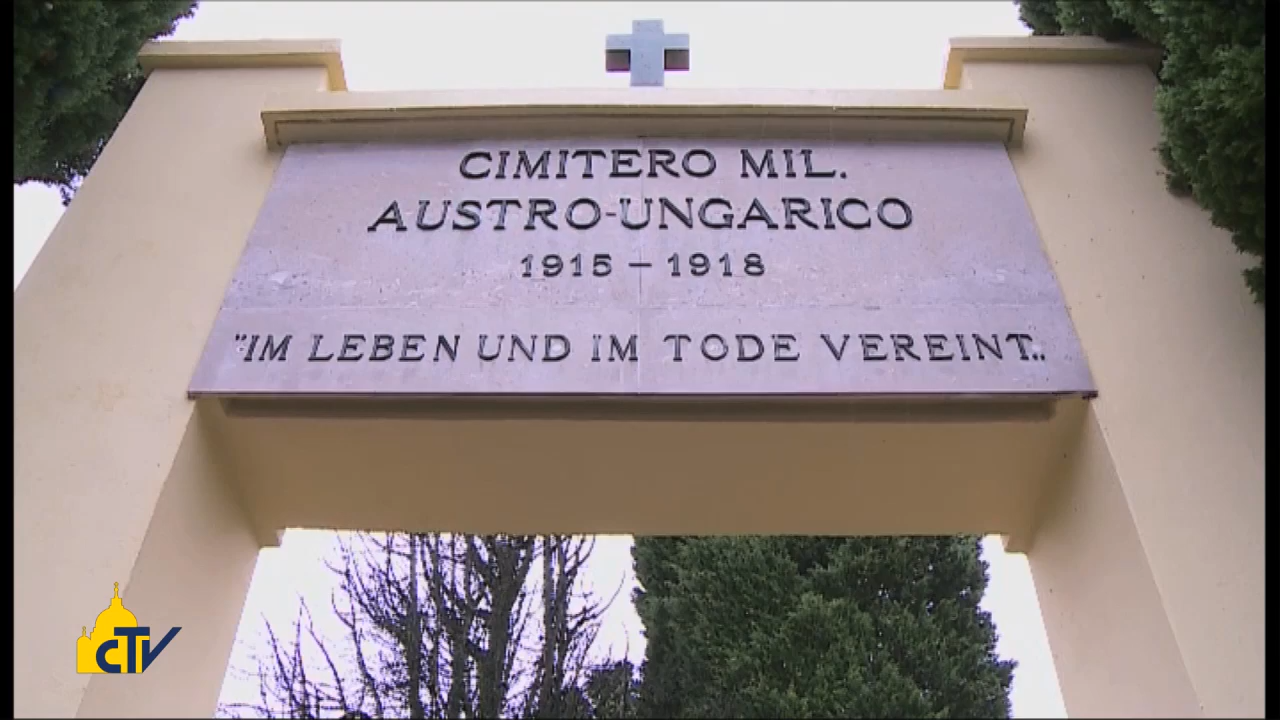 CIMITERO MIL.
AUSTRO-UNGARICO
1915 – 1918
"IM LEBEN UND IM TODE VEREINT„
CTV